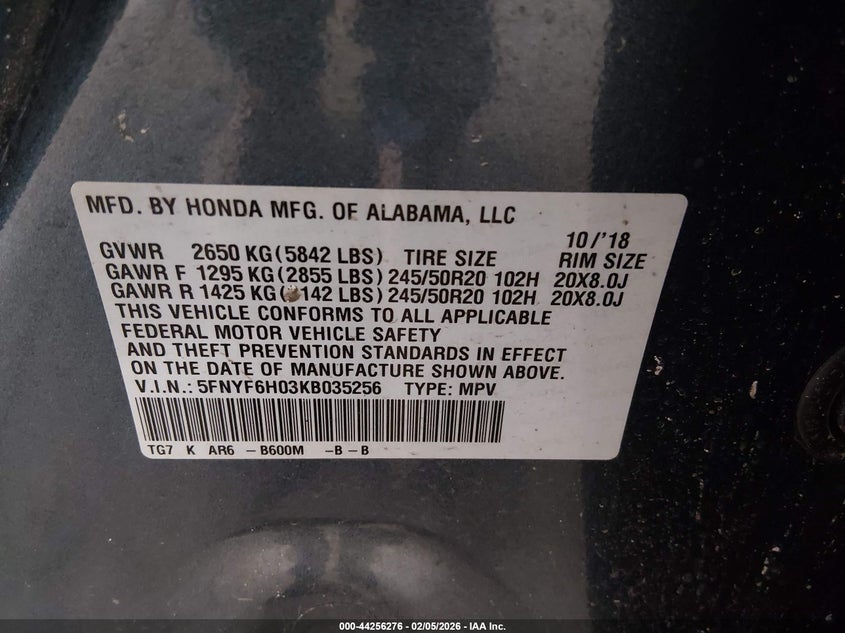 MFD. BY HONDA MFG. OF ALABAMA, LLC
10/'18
GVWR 2650 KG(5842 LBS) TIRE SIZE RIM SIZE
GAWR F 1295 KG(2855 LBS) 245/50R20 102H 20X8.0J
GAWR R 1425 KG( 142 LBS) 245/50R20 102H 20X8.0J
THIS VEHICLE CONFORMS TO ALL APPLICABLE
FEDERAL MOTOR VEHICLE SAFETY
AND THEFT PREVENTION STANDARDS IN EFFECT
ON THE DATE OF MANUFACTURE SHOWN ABOVE.
V.I.N.: 5FNYF6H03KB035256 TYPE: MPV
TG7 K AR6 -B600M -B-B
000-44256276 - 02/05/2026 - IAA Inc.